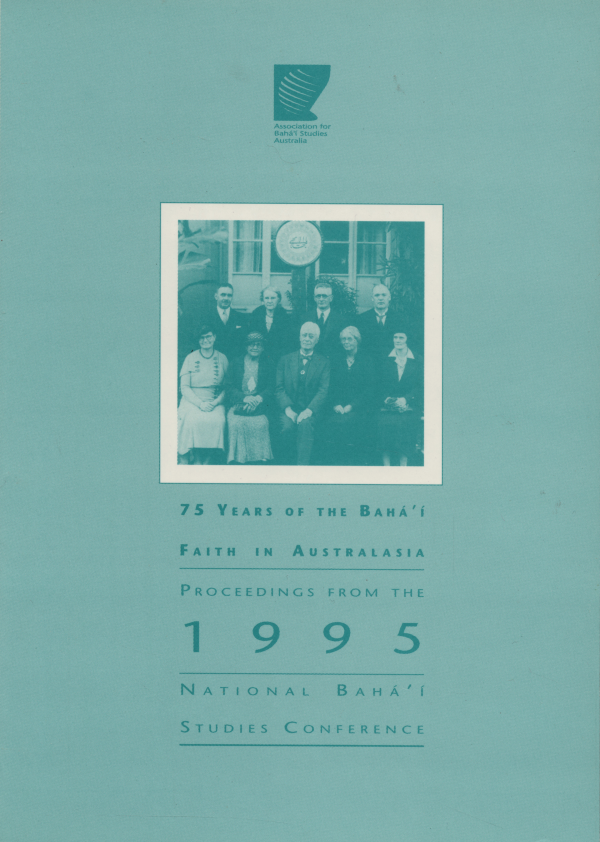 Association for
Bahá'í Studies
Australia
75 Years of the Bahá'í
Faith in Australasia
Proceedings from the
1995
National Bahá'í
Studies Conference